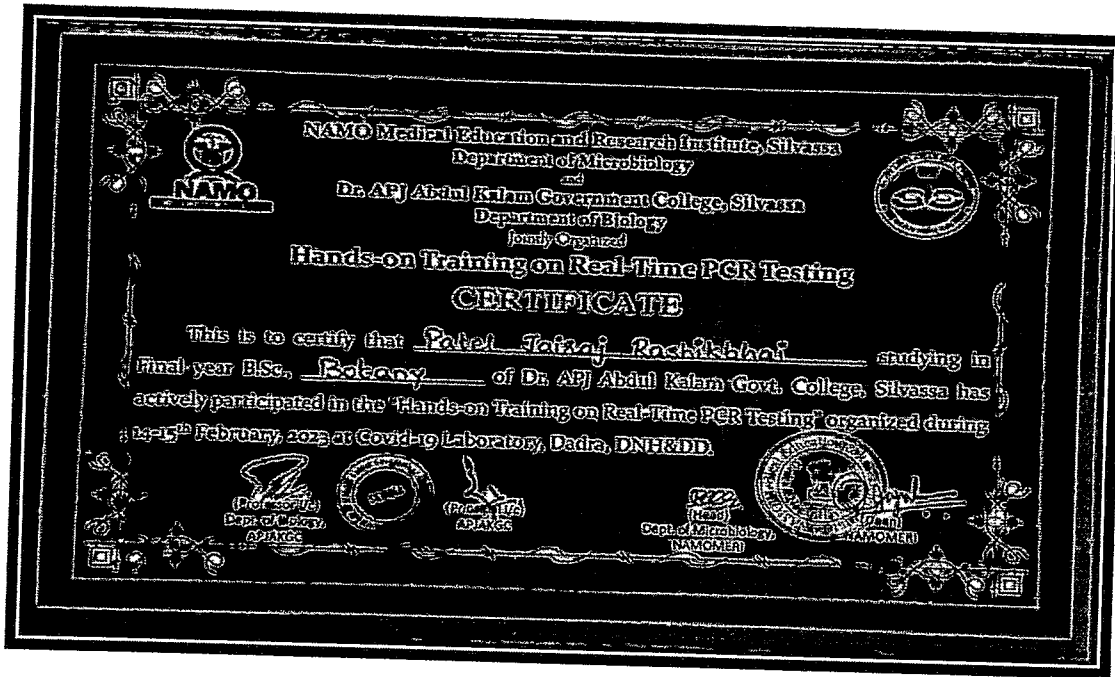 NAMO Medical Education and Research Institute, Silvassa
Department of Microbiology
and
Dr. APJ Abdul Kalam Government College, Silvassa
Department of Biology
Jointly Organized
Hands-on Training on Real-Time PCR Testing
CERTIFICATE
NAMO
This is to certify that Patel Jairaj Rasikbhai studying in
Final year B.Sc., Botany of Dr. APJ Abdul Kalam Govt. College, Silvassa has
actively participated in the "Hands-on Training on Real-Time PCR Testing" organized during
14-15th February, 2023 at Covid-19 Laboratory, Dadra, DNH&DD.
(Professor I/c)
Dept. of Biology,
APJAKGC
APJAKGC
(Head)
Dept. of Microbiology,
NAMOMERI
(Dean)
NAMOMERI